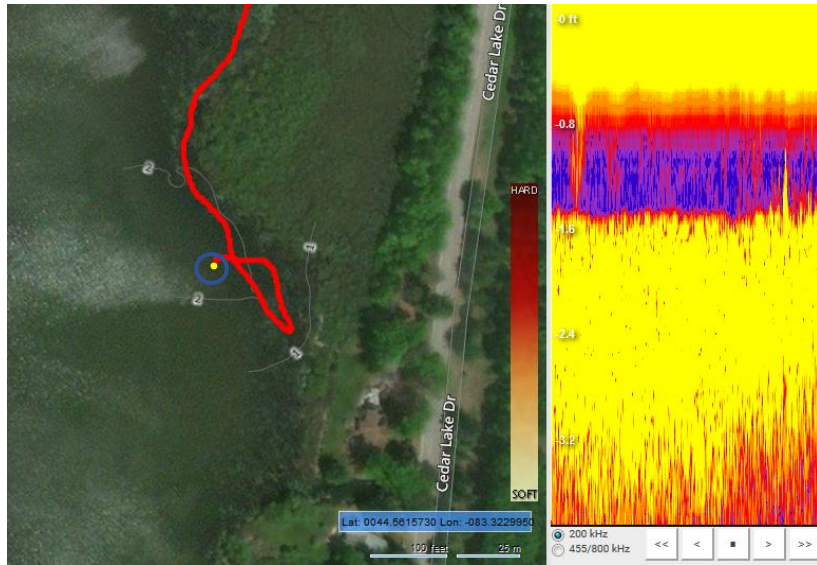 Cedar Lake Dr
2
1
2
1
Cedar Lake Dr
HARD
SOFT
Lat: 0044.5615730 Lon: -083.3229950
100 feet
25 m
-0 ft
-0.8
-1.6
-2.4
-3.2
200 kHz
455/800 kHz
<<
<
>
>>